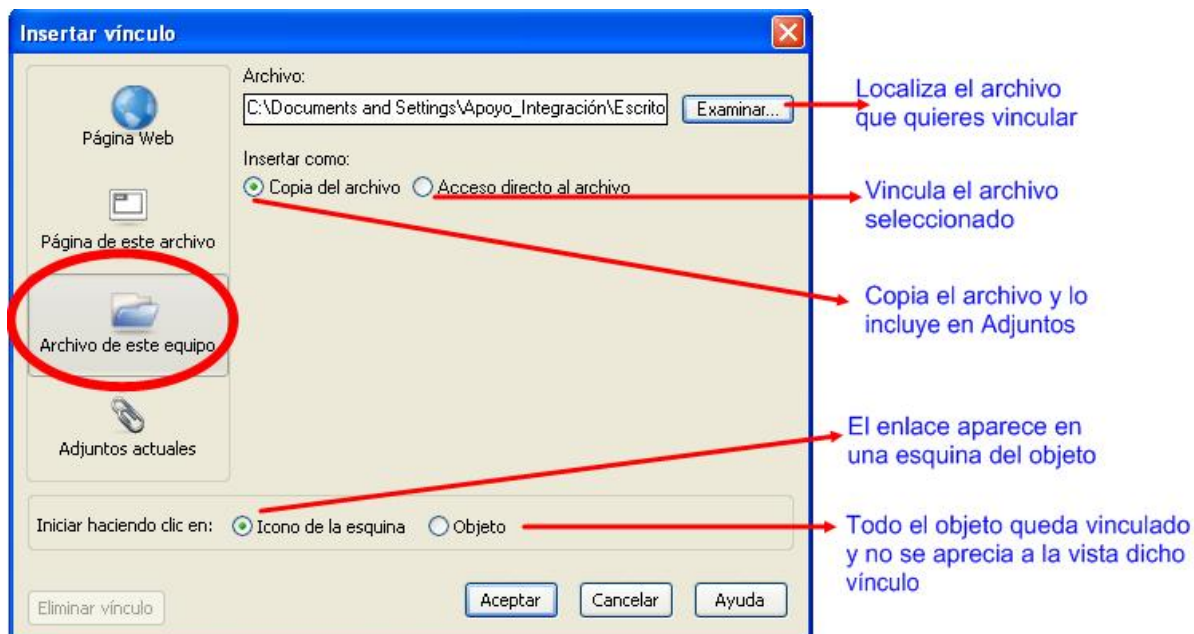 Insertar vínculo
Página Web
Página de este archivo
Archivo de este equipo
Adjuntos actuales
Archivo:
C:\Documents and Settings\Apoyo_Integración\Escrito
Examinar...
Insertar como:
Copia del archivo
Acceso directo al archivo
Iniciar haciendo clic en:
Icono de la esquina
Objeto
Eliminar vínculo
Aceptar
Cancelar
Ayuda
Localiza el archivo
que quieres vincular
Vincula el archivo
seleccionado
Copia el archivo y lo
incluye en Adjuntos
El enlace aparece en
una esquina del objeto
Todo el objeto queda vinculado
y no se aprecia a la vista dicho
vínculo